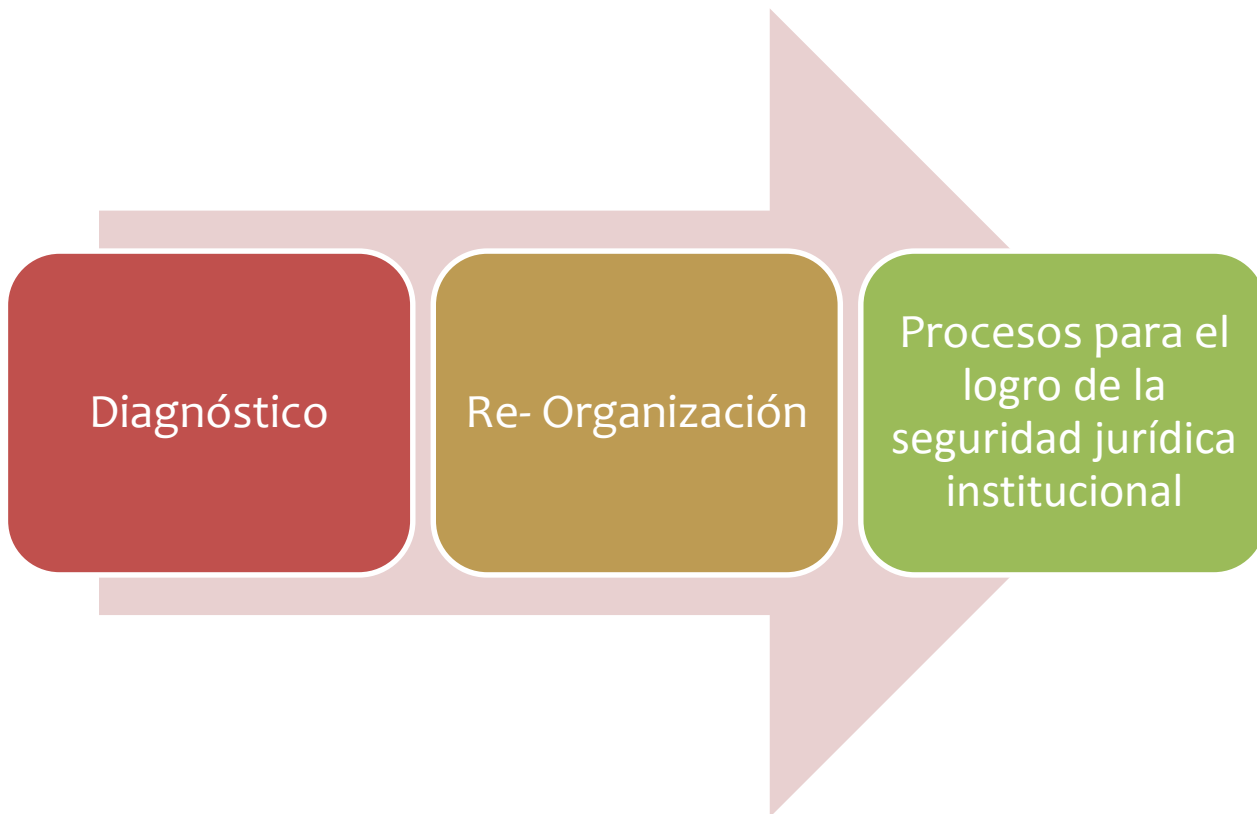 Diagnóstico
Re- Organización
Procesos para el
logro de la
seguridad jurídica
institucional